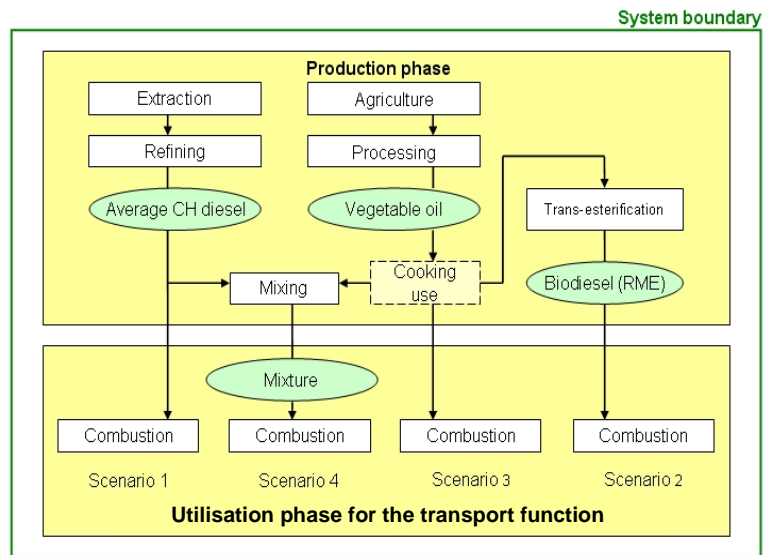 System boundary
Production phase
Extraction
Agriculture
Refining
Processing
Average CH diesel
Vegetable oil
Trans-esterification
Cooking
use
Mixing
Biodiesel (RME)
Mixture
Combustion
Combustion
Combustion
Combustion
Scenario 1
Scenario 4
Scenario 3
Scenario 2
Utilisation phase for the transport function